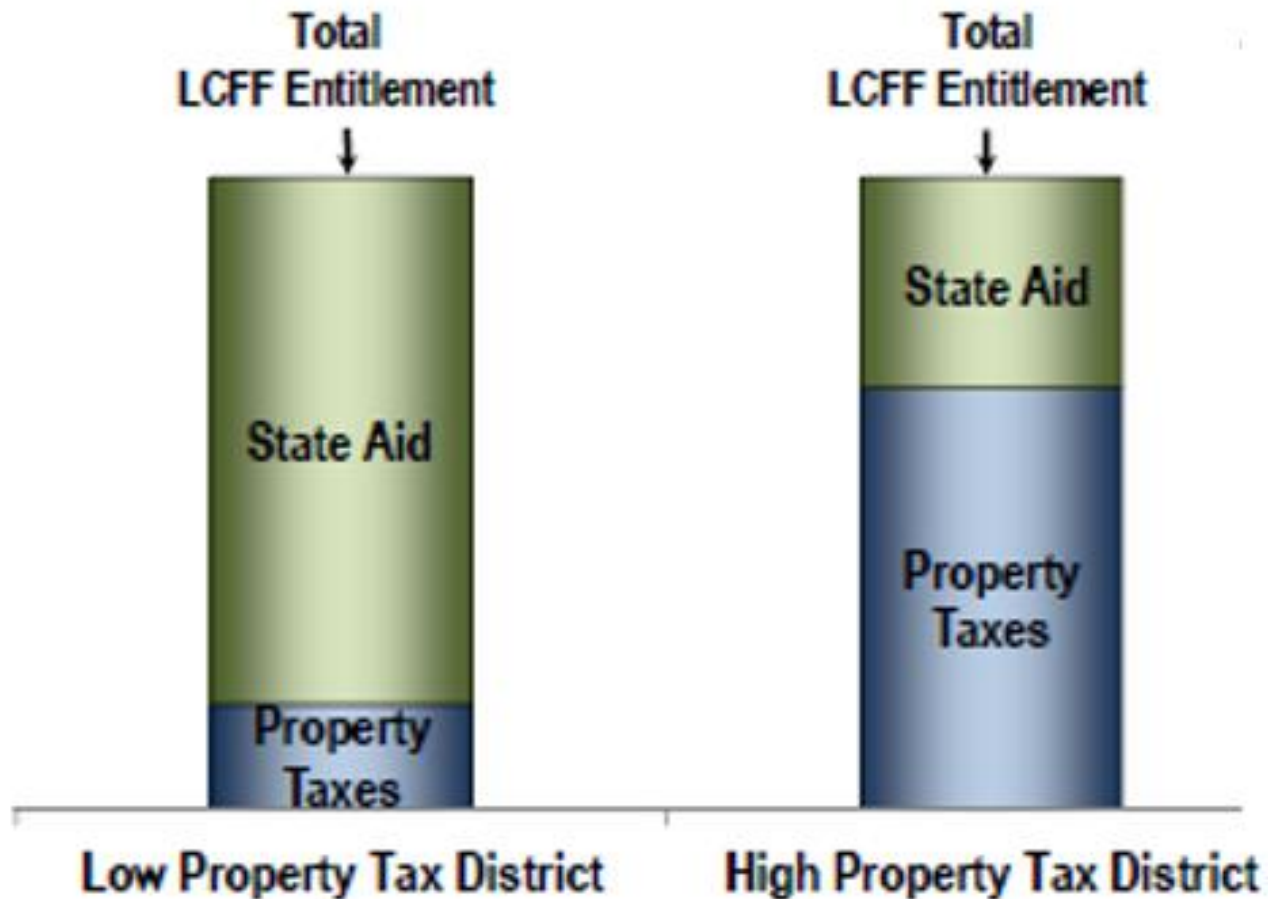 Total
LCFF Entitlement
State Aid
Property
Taxes
Low Property Tax District
Total
LCFF Entitlement
State Aid
Property
Taxes
High Property Tax District